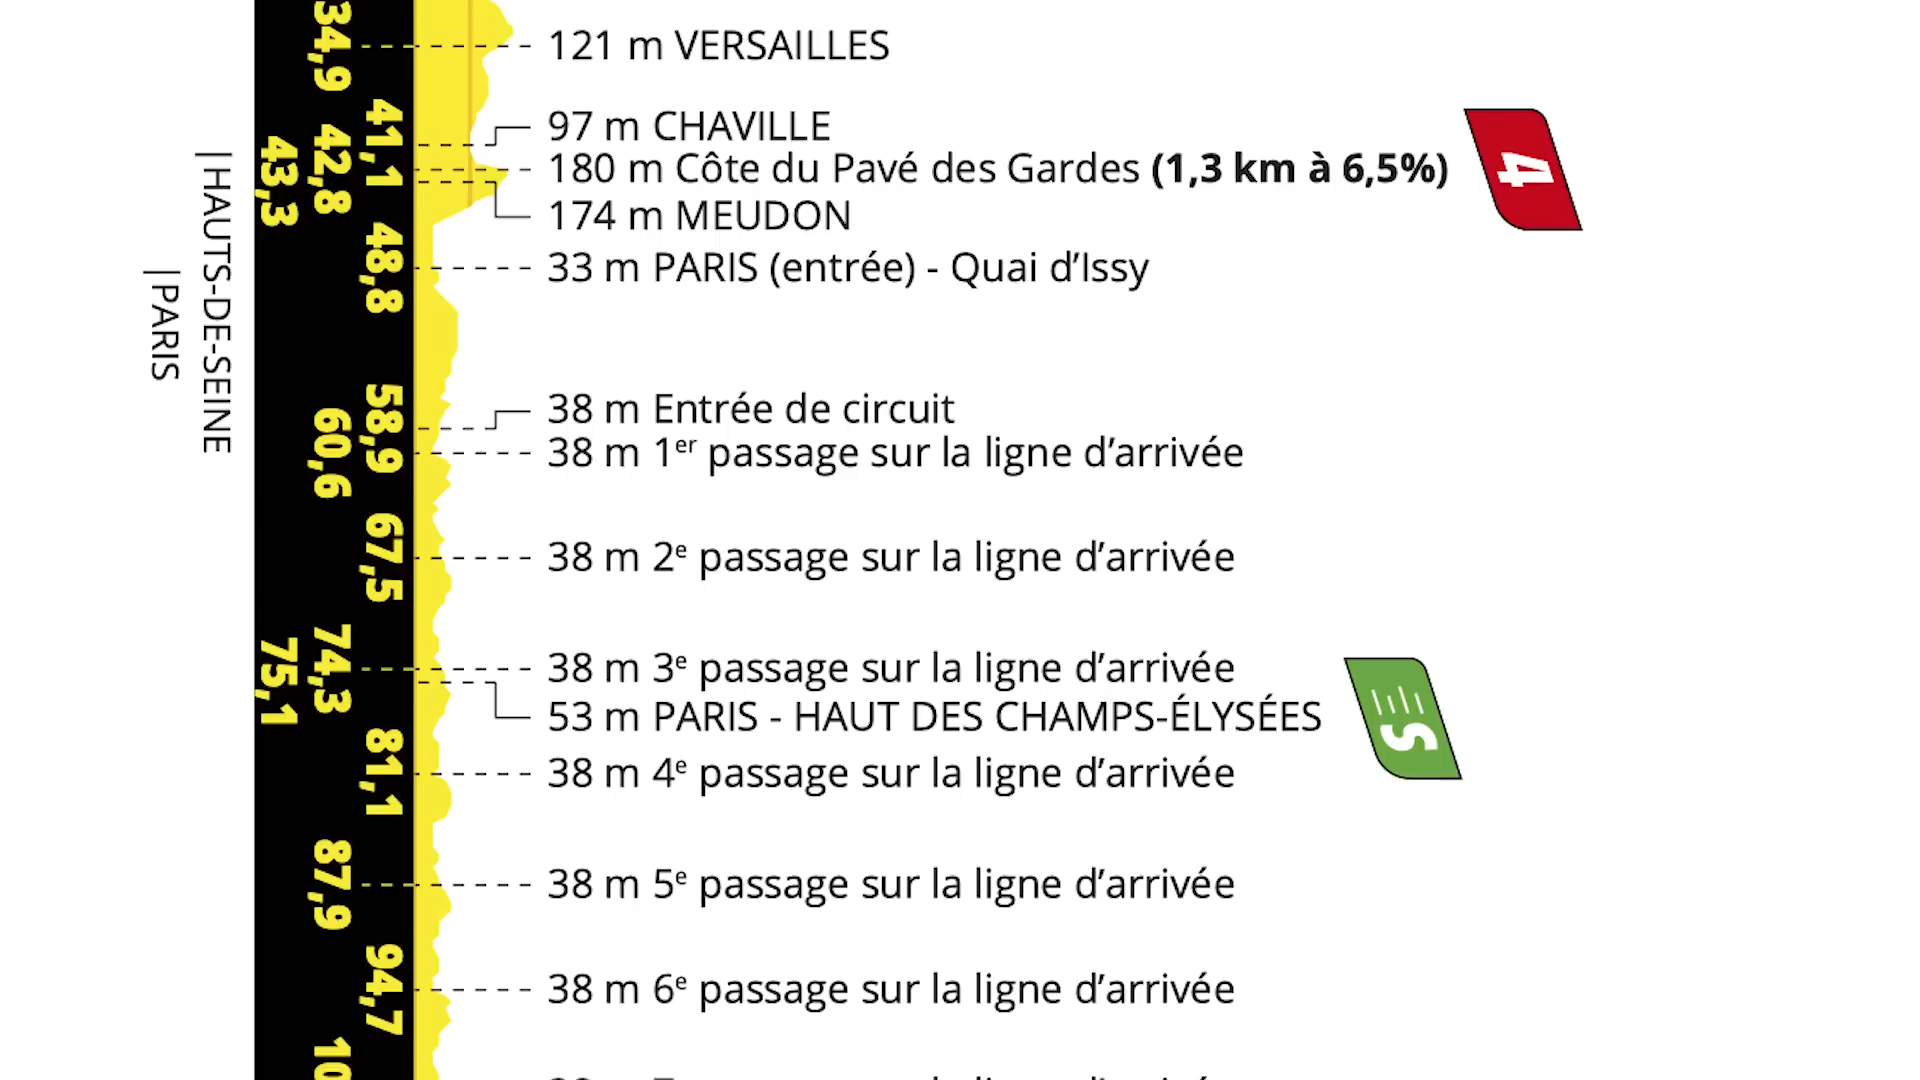 34,9
121 m VERSAILLES
41,1
97 m CHAVILLE
42,8
180 m Côte du Pavé des Gardes (1,3 km à 6,5%)
4
43,3
174 m MEUDON
48,8
33 m PARIS (entrée) - Quai d’Issy
|HAUTS-DE-SEINE
|PARIS
58,9
38 m Entrée de circuit
60,6
38 m 1er passage sur la ligne d’arrivée
67,5
38 m 2e passage sur la ligne d’arrivée
74,3
38 m 3e passage sur la ligne d’arrivée
75,1
53 m PARIS - HAUT DES CHAMPS-ÉLYSÉES
S
81,1
38 m 4e passage sur la ligne d’arrivée
87,9
38 m 5e passage sur la ligne d’arrivée
94,7
38 m 6e passage sur la ligne d’arrivée